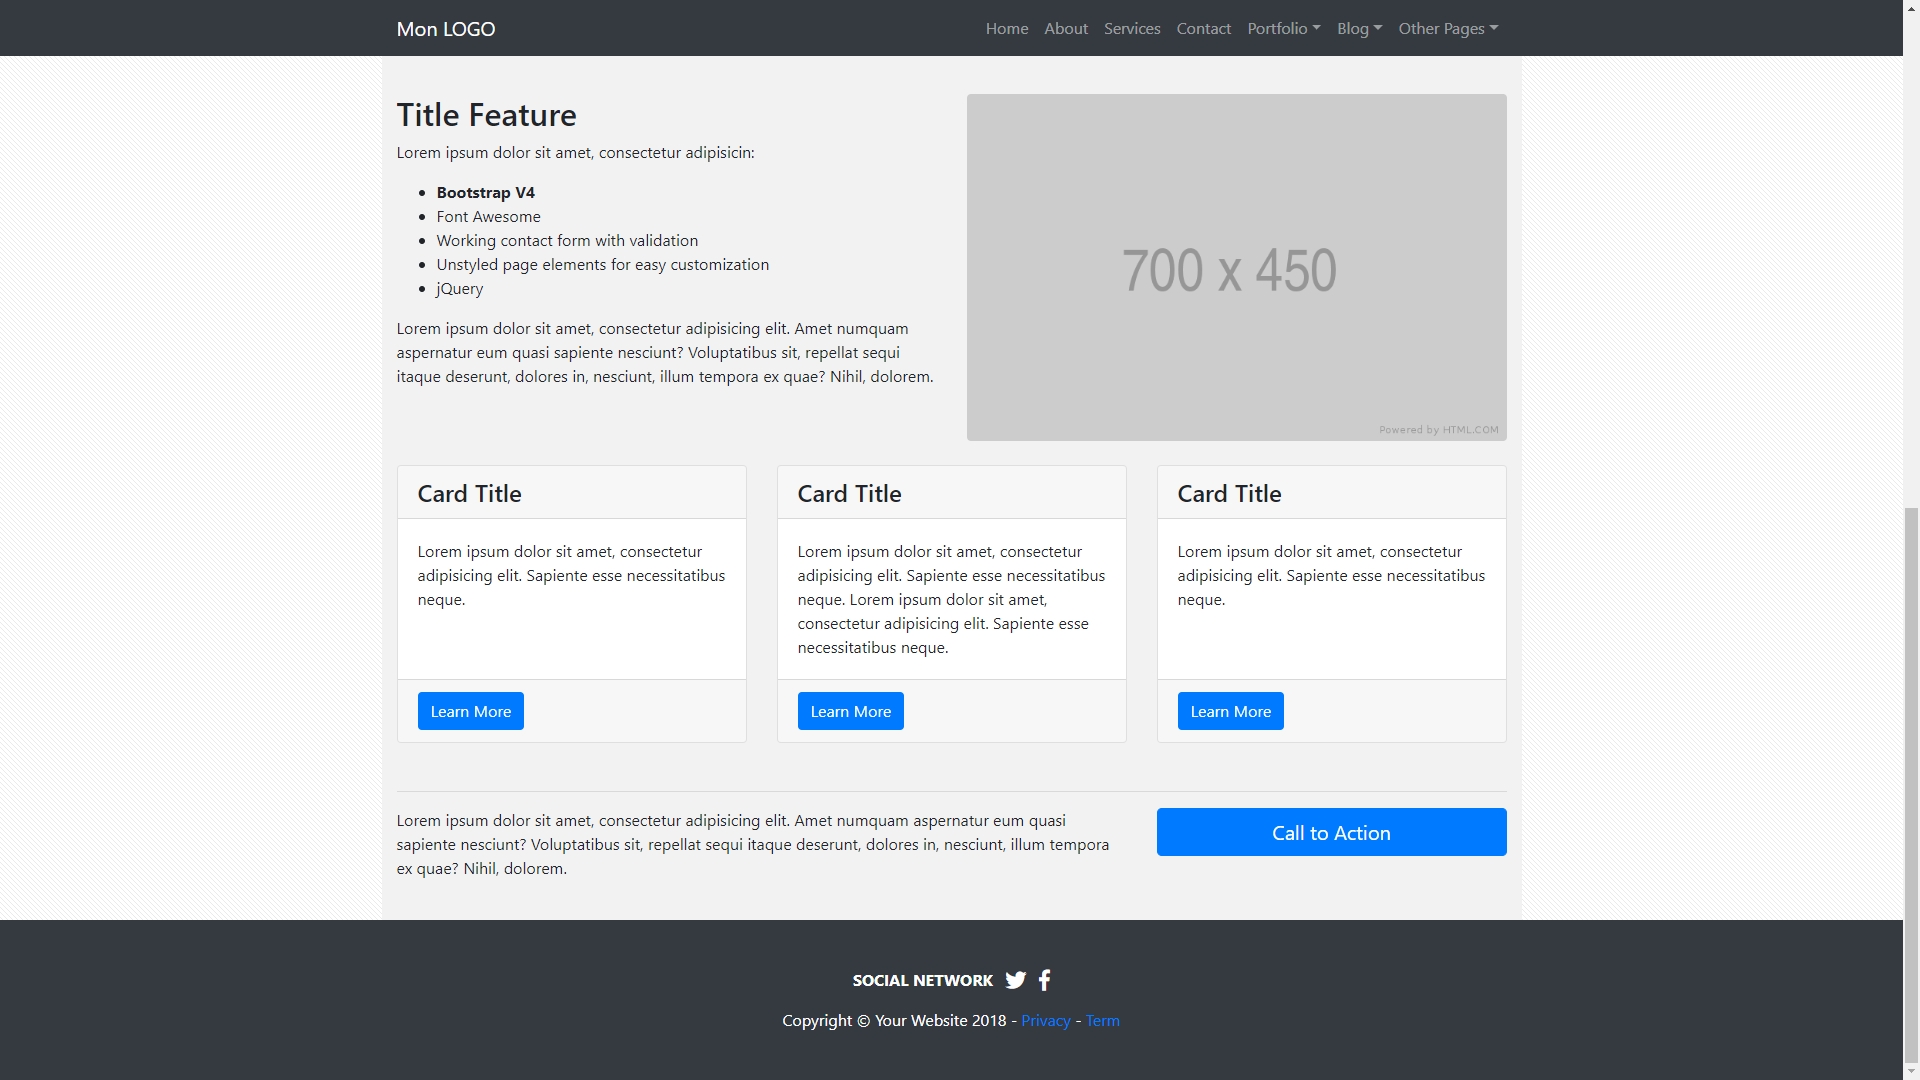 Mon LOGO
Home About Services Contact Portfolio Blog Other Pages
Title Feature
Lorem ipsum dolor sit amet, consectetur adipisicin:
Bootstrap V4
Font Awesome
Working contact form with validation
Unstyled page elements for easy customization
jQuery
Lorem ipsum dolor sit amet, consectetur adipisicing elit. Amet numquam
aspernatur eum quasi sapiente nesciunt? Voluptatibus sit, repellat sequi
itaque deserunt, dolores in, nesciunt, illum tempora ex quae? Nihil, dolorem.
700 x 450
Powered by HTML.COM
Card Title
Lorem ipsum dolor sit amet, consectetur
adipisicing elit. Sapiente esse necessitatibus
neque.
Learn More
Card Title
Lorem ipsum dolor sit amet, consectetur
adipisicing elit. Sapiente esse necessitatibus
neque. Lorem ipsum dolor sit amet,
consectetur adipisicing elit. Sapiente esse
necessitatibus neque.
Learn More
Card Title
Lorem ipsum dolor sit amet, consectetur
adipisicing elit. Sapiente esse necessitatibus
neque.
Learn More
Lorem ipsum dolor sit amet, consectetur adipisicing elit. Amet numquam aspernatur eum quasi
sapiente nesciunt? Voluptatibus sit, repellat sequi itaque deserunt, dolores in, nesciunt, illum tempora
ex quae? Nihil, dolorem.
Call to Action
SOCIAL NETWORK
Copyright © Your Website 2018 - Privacy - Term